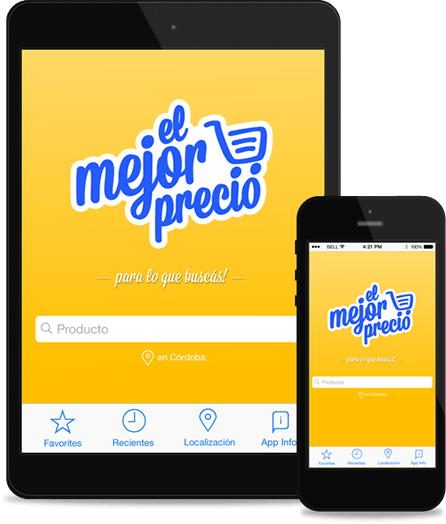 el
mejor
precio
para lo que buscás!
Producto
en Córdoba
Favorites
Recientes
Localización
App Info
BELL
4:21 PM
100%
el
mejor
precio
para lo que buscás!
Producto
en Córdoba
Favorites
Recientes
Localización
App Info